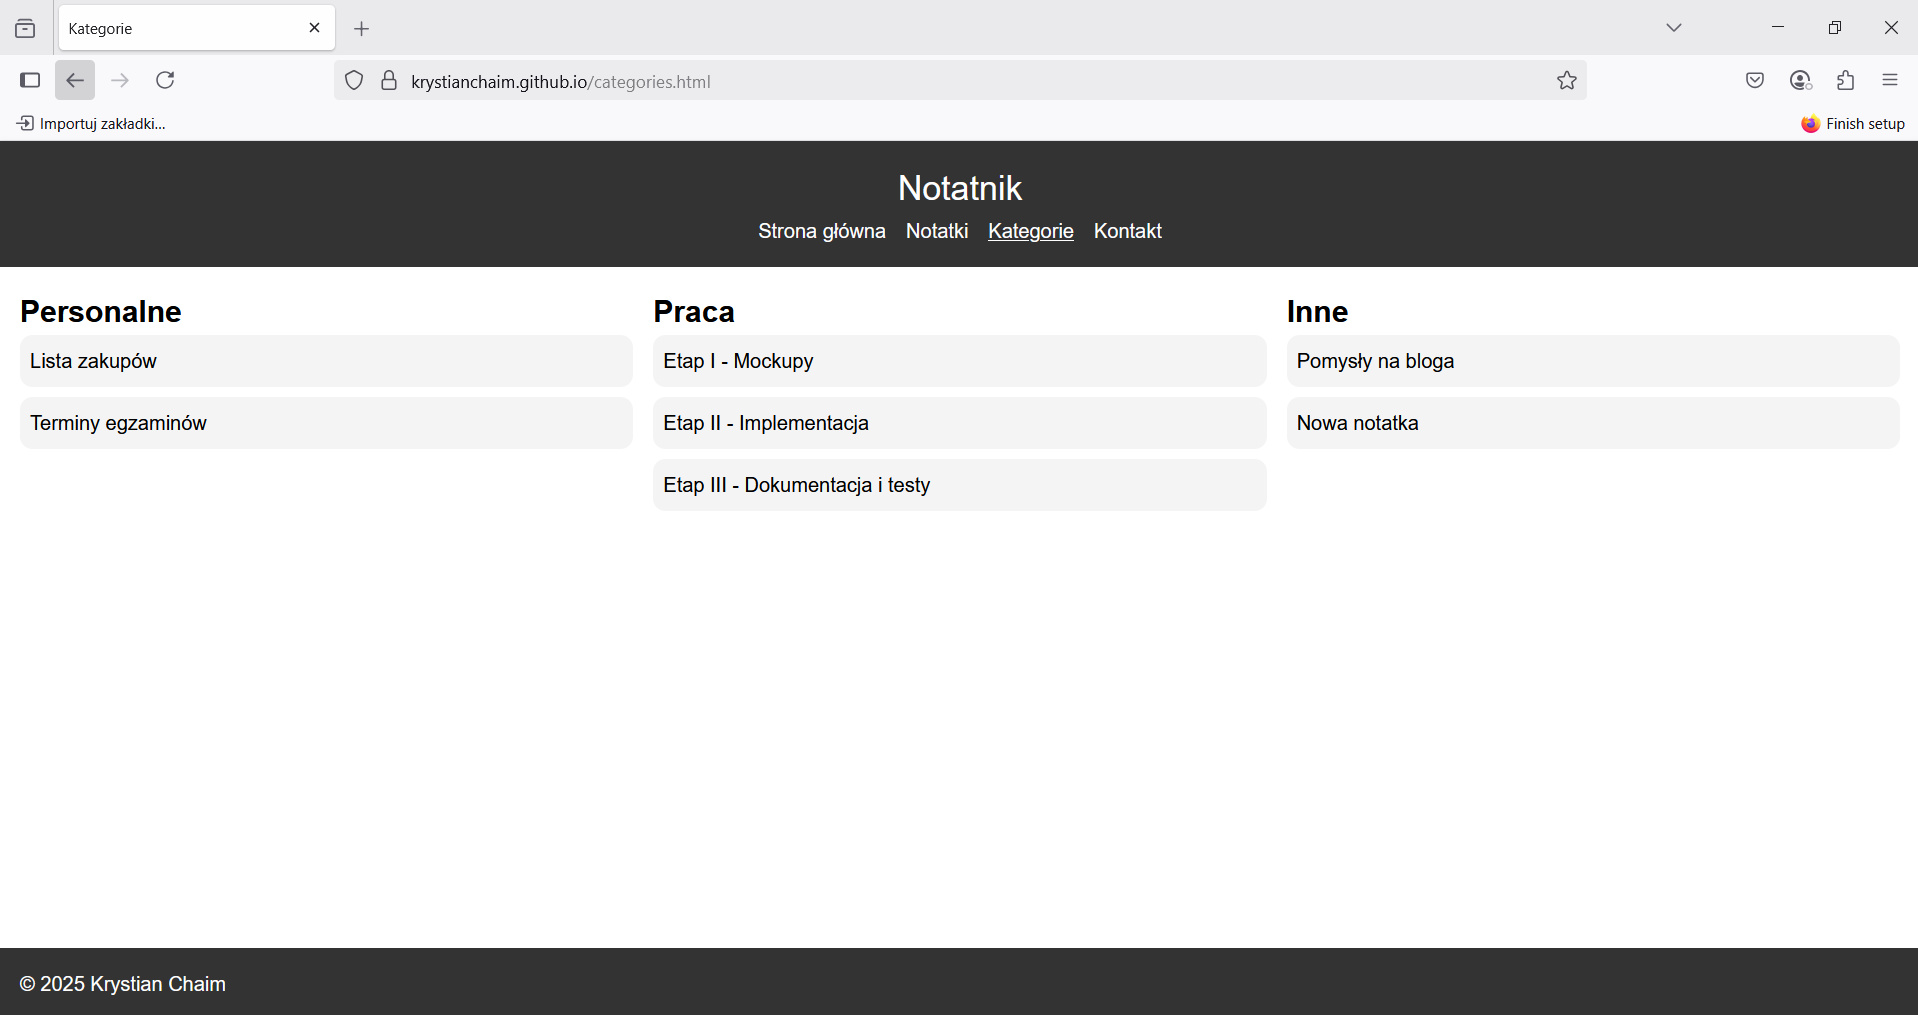 Kategorie
krystianchaim.github.io/categories.html
Importuj zakładki...
Finish setup
Notatnik
Strona główna Notatki Kategorie Kontakt
Personalne
Lista zakupów
Terminy egzaminów
Praca
Etap I - Mockupy
Etap II - Implementacja
Etap III - Dokumentacja i testy
Inne
Pomysły na bloga
Nowa notatka
© 2025 Krystian Chaim